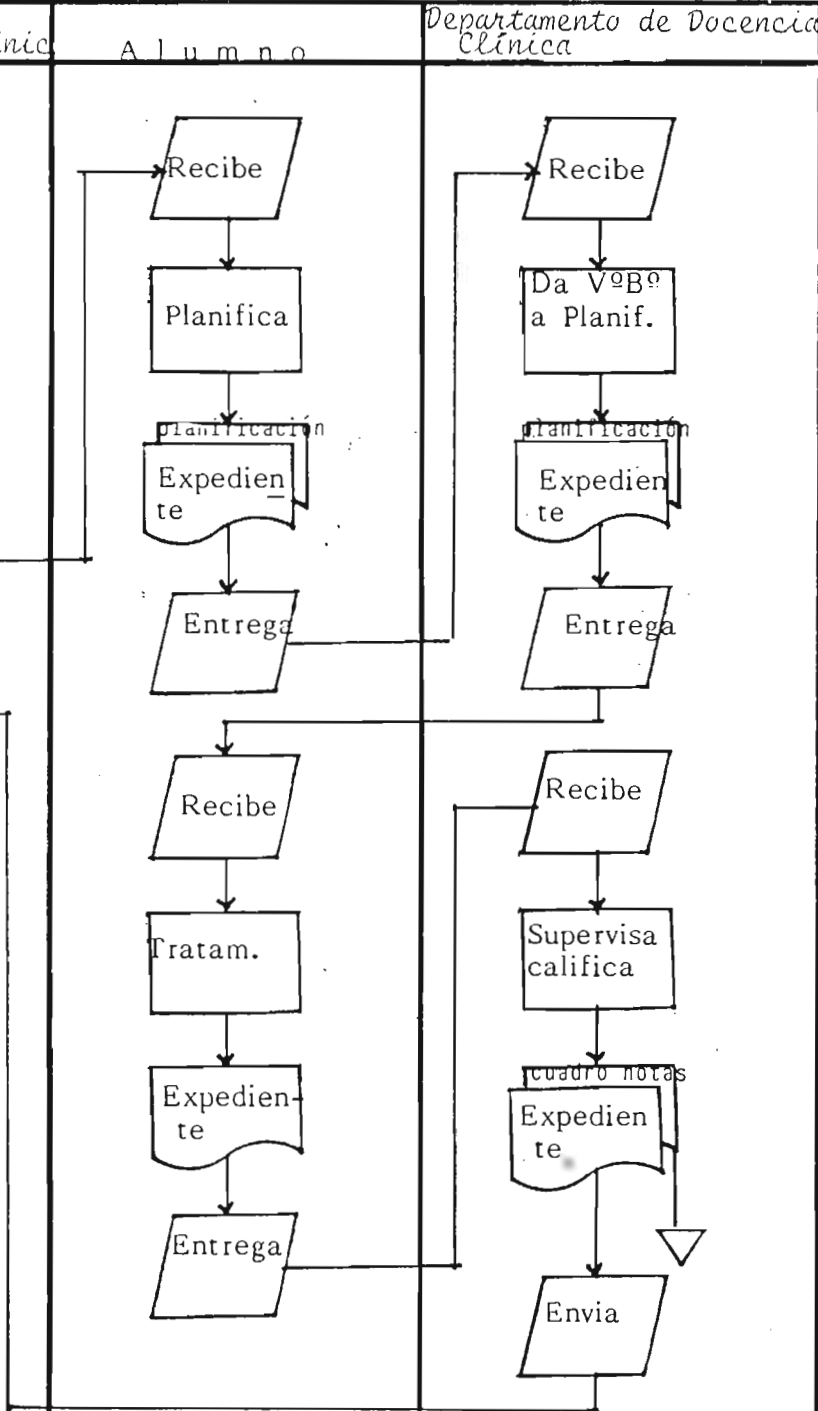 Departamento de Docencia
Clínica
Alumno
Recibe
Planifica
planificación
Expedien
te
Entrega
Recibe
Tratam.
Expedien-
te
Entrega
Recibe
Da VºBº
a Planif.
planificación
Expedien
te
Entrega
Recibe
Supervisa
califica
cuadro notas
Expedien
te
Envia